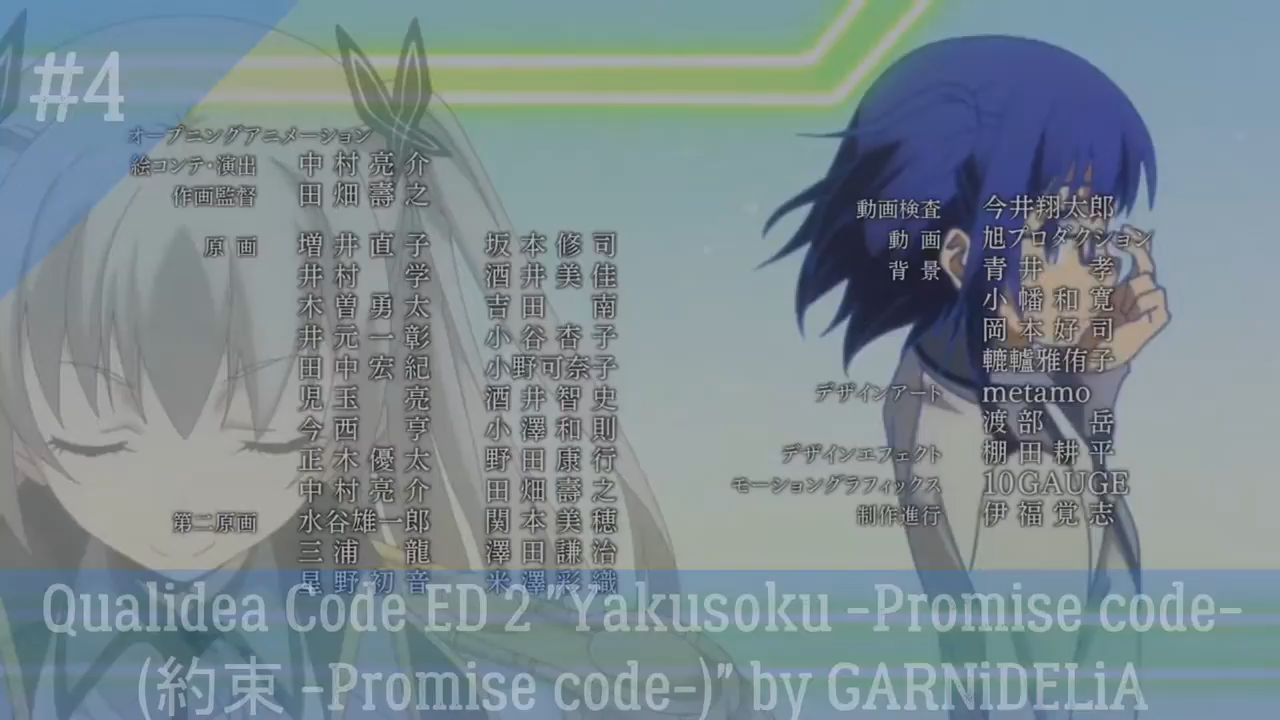 #4
オープニングアニメーション
絵コンテ・演出 中村亮介
作画監督 田畑壽之
原画 増井直子 坂本修司
井村学 酒井美佳
木曽勇太 吉田南
井元一彰 小谷杏子
田中宏紀 小野可奈子
児玉亮 酒井智史
今西亨 小澤和則
正木優太 野田康行
中村亮介 田畑壽之
第二原画 水谷雄一郎 関本美穂
三浦龍 澤田謙治
星野初音 米澤彩織
動画検査 今井翔太郎
動画 旭プロダクション
背景 青井孝
小幡和寛
岡本好司
轆轤雅侑子
デザインアート metamo
渡部岳
デザインエフェクト 棚田耕平
モーショングラフィックス 10GAUGE
制作進行 伊福覚志
Qualidea Code ED 2 "Yakusoku -Promise code-
(約束 -Promise code-)" by GARNiDELiA